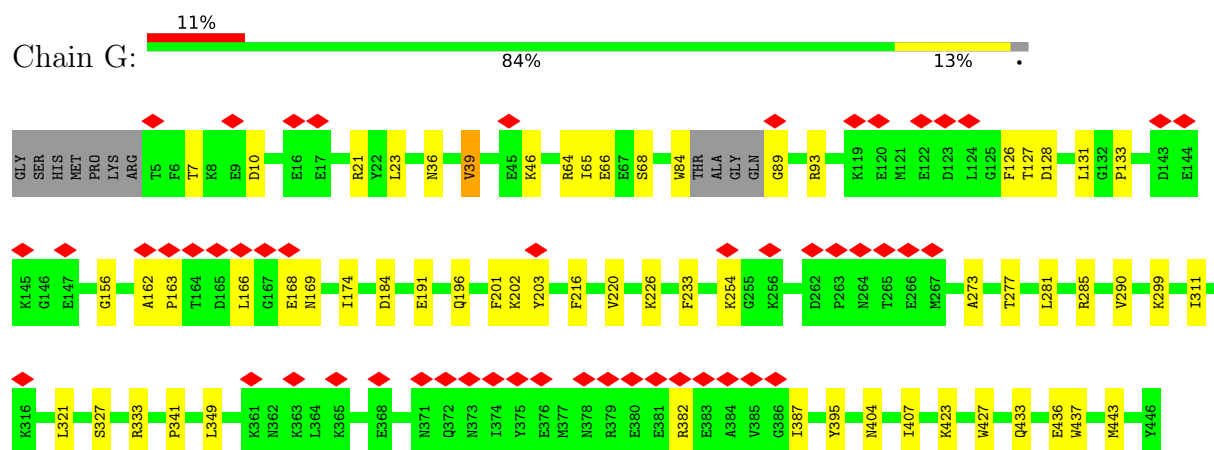 11%
Chain G:
84% 13% •
GLY SER HIS MET PRO LYS ARG T5 F6 T7 K8 E9 D10 E16 E17 R21 Y22 L23 N36 V39 E45 K46 R64 I65 E66 E67 S68 W84 THR ALA GLY GLN G89 R93 K119 E120 M121 E122 D123 L124 G125 F126 T127 D128 L131 G132 P133 D143 E144
K145 G146 E147 G156 A162 P163 T164 D165 L166 G167 E168 N169 I174 D184 E191 Q196 F201 K202 Y203 F216 V220 K226 F233 K254 G255 K256 D262 P263 N264 T265 E266 M267 A273 T277 L281 R285 V290 K299 I311
K316 L321 S327 R333 P341 L349 K361 N362 K363 L364 K365 E368 N371 Q372 N373 I374 Y375 E376 M377 N378 R379 E380 E381 R382 E383 A384 V385 G386 I387 Y395 N404 I407 K423 W427 Q433 E436 W437 M443 Y446